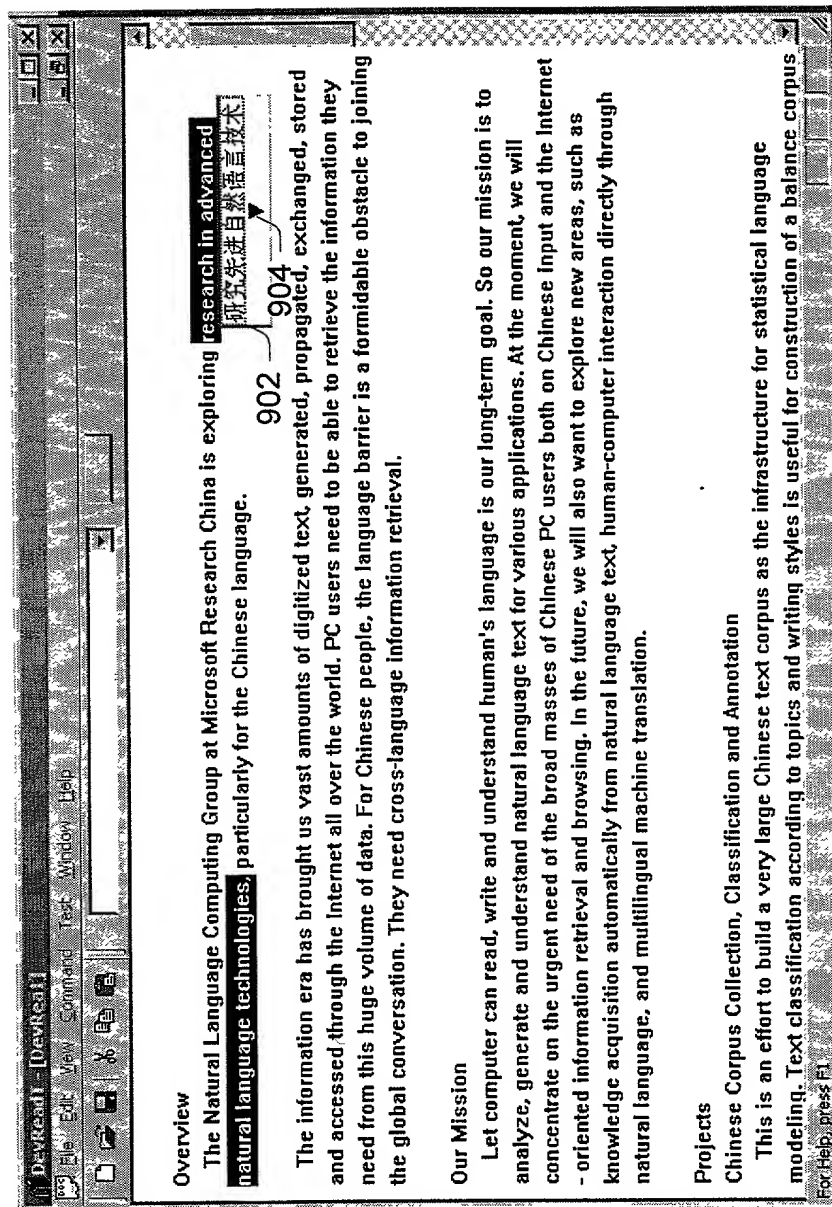 DevRead1 - [DevRead1]
File Edit View Command Test Window Help
Overview
The Natural Language Computing Group at Microsoft Research China is exploring research in advanced
natural language technologies, particularly for the Chinese language.
研究先进自然语言技术
902
904
The information era has brought us vast amounts of digitized text, generated, propagated, exchanged, stored
and accessed through the Internet all over the world. PC users need to be able to retrieve the information they
need from this huge volume of data. For Chinese people, the language barrier is a formidable obstacle to joining
the global conversation. They need cross-language information retrieval.
Our Mission
Let computer can read, write and understand human's language is our long-term goal. So our mission is to
analyze, generate and understand natural language text for various applications. At the moment, we will
concentrate on the urgent need of the broad masses of Chinese PC users both on Chinese input and the Internet
- oriented information retrieval and browsing. In the future, we will also want to explore new areas, such as
knowledge acquisition automatically from natural language text, human-computer interaction directly through
natural language, and multilingual machine translation.
Projects
Chinese Corpus Collection, Classification and Annotation
This is an effort to build a very large Chinese text corpus as the infrastructure for statistical language
modeling. Text classification according to topics and writing styles is useful for construction of a balance corpus
For Help, press F1